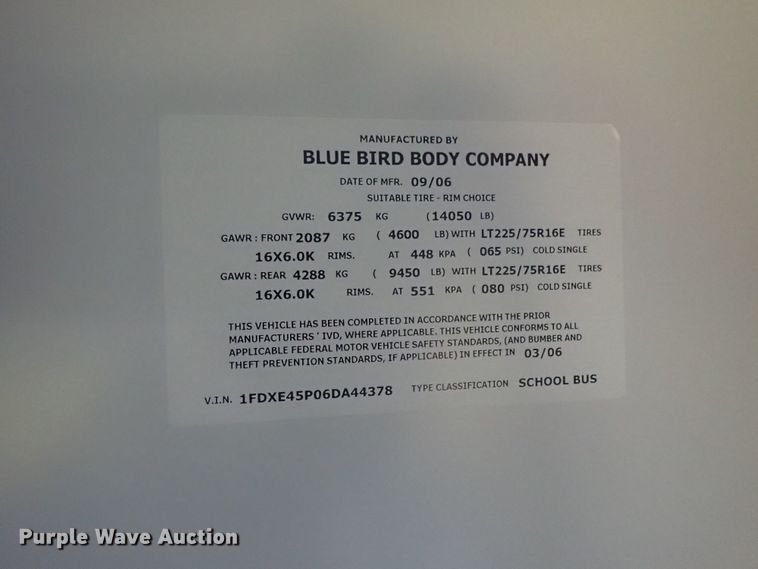 MANUFACTURED BY
BLUE BIRD BODY COMPANY
DATE OF MFR. 09/06
SUITABLE TIRE - RIM CHOICE
GVWR: 6375 KG (14050 LB)
GAWR : FRONT 2087 KG ( 4600 LB) WITH LT225/75R16E TIRES
16X6.0K RIMS. AT 448 KPA ( 065 PSI) COLD SINGLE
GAWR : REAR 4288 KG ( 9450 LB) WITH LT225/75R16E TIRES
16X6.0K RIMS. AT 551 KPA ( 080 PSI) COLD SINGLE
THIS VEHICLE HAS BEEN COMPLETED IN ACCORDANCE WITH THE PRIOR
MANUFACTURERS ' IVD, WHERE APPLICABLE. THIS VEHICLE CONFORMS TO ALL
APPLICABLE FEDERAL MOTOR VEHICLE SAFETY STANDARDS, (AND BUMPER AND
THEFT PREVENTION STANDARDS, IF APPLICABLE) IN EFFECT IN 03/06
V.I.N. 1FDXE45P06DA44378 TYPE CLASSIFICATION SCHOOL BUS
Purple Wave Auction